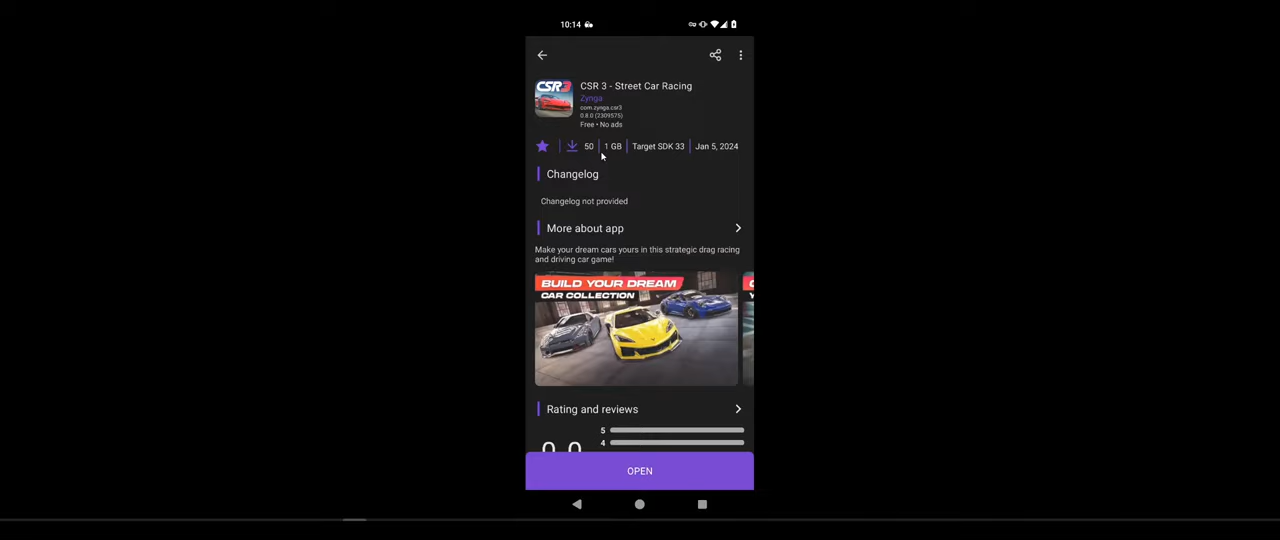 10:14
CSR3
CSR 3 - Street Car Racing
Zynga
com.zynga.csr3
0.8.0 (2309575)
Free • No ads
50
1 GB
Target SDK 33
Jan 5, 2024
Changelog
Changelog not provided
More about app
Make your dream cars yours in this strategic drag racing
and driving car game!
BUILD YOUR DREAM
CAR COLLECTION
Rating and reviews
5
4
0.0
OPEN